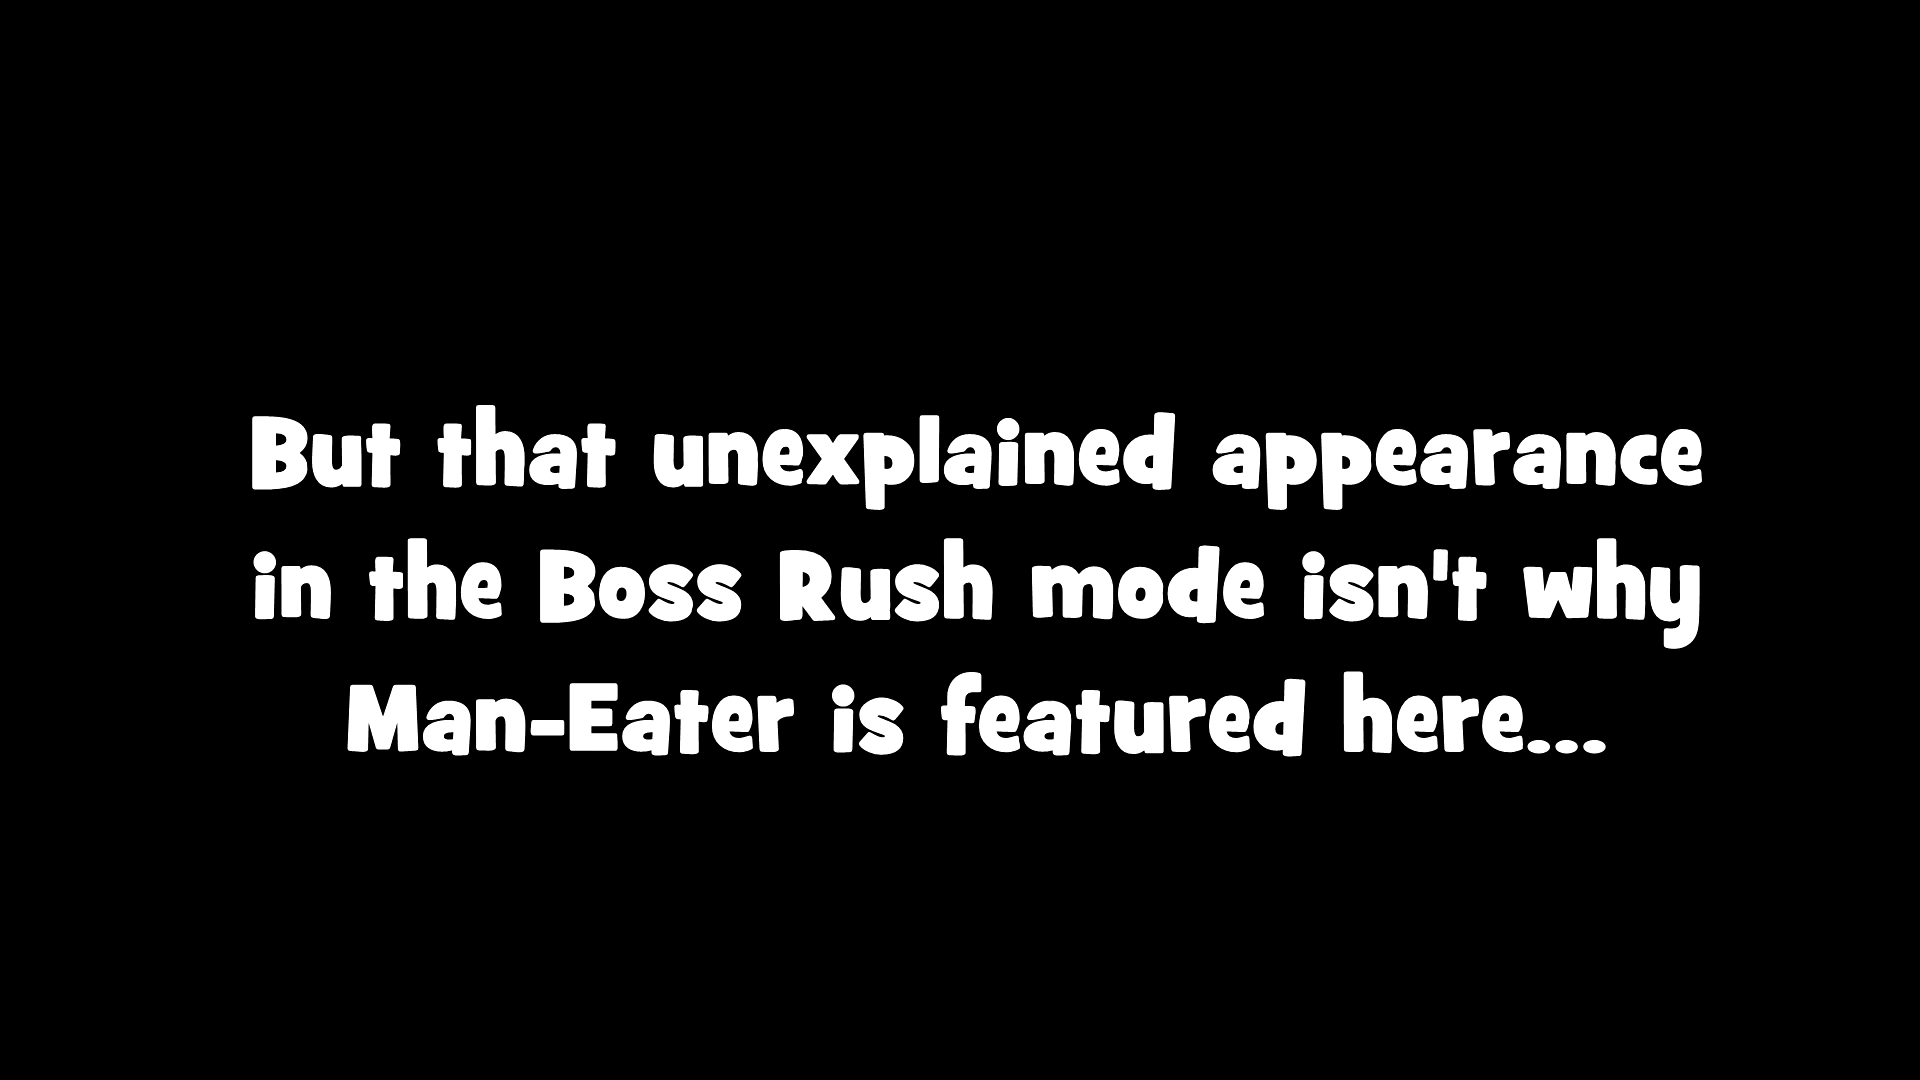 But that unexplained appearance
in the Boss Rush mode isn't why
Man-Eater is featured here...